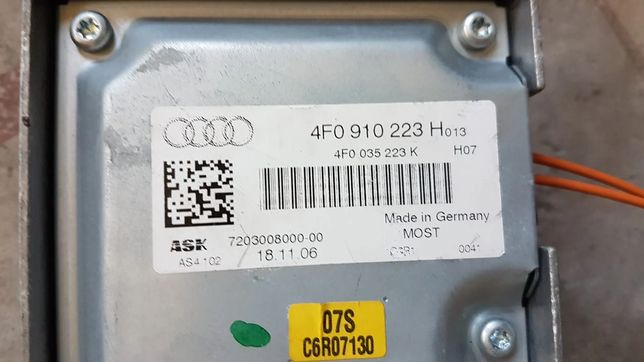 4F0 910 223 H 013
4F0 035 223 K H07
Made in Germany
MOST
ASK 7203008000-00
AS4 102 18.11.06 0041
07S
C6R07130